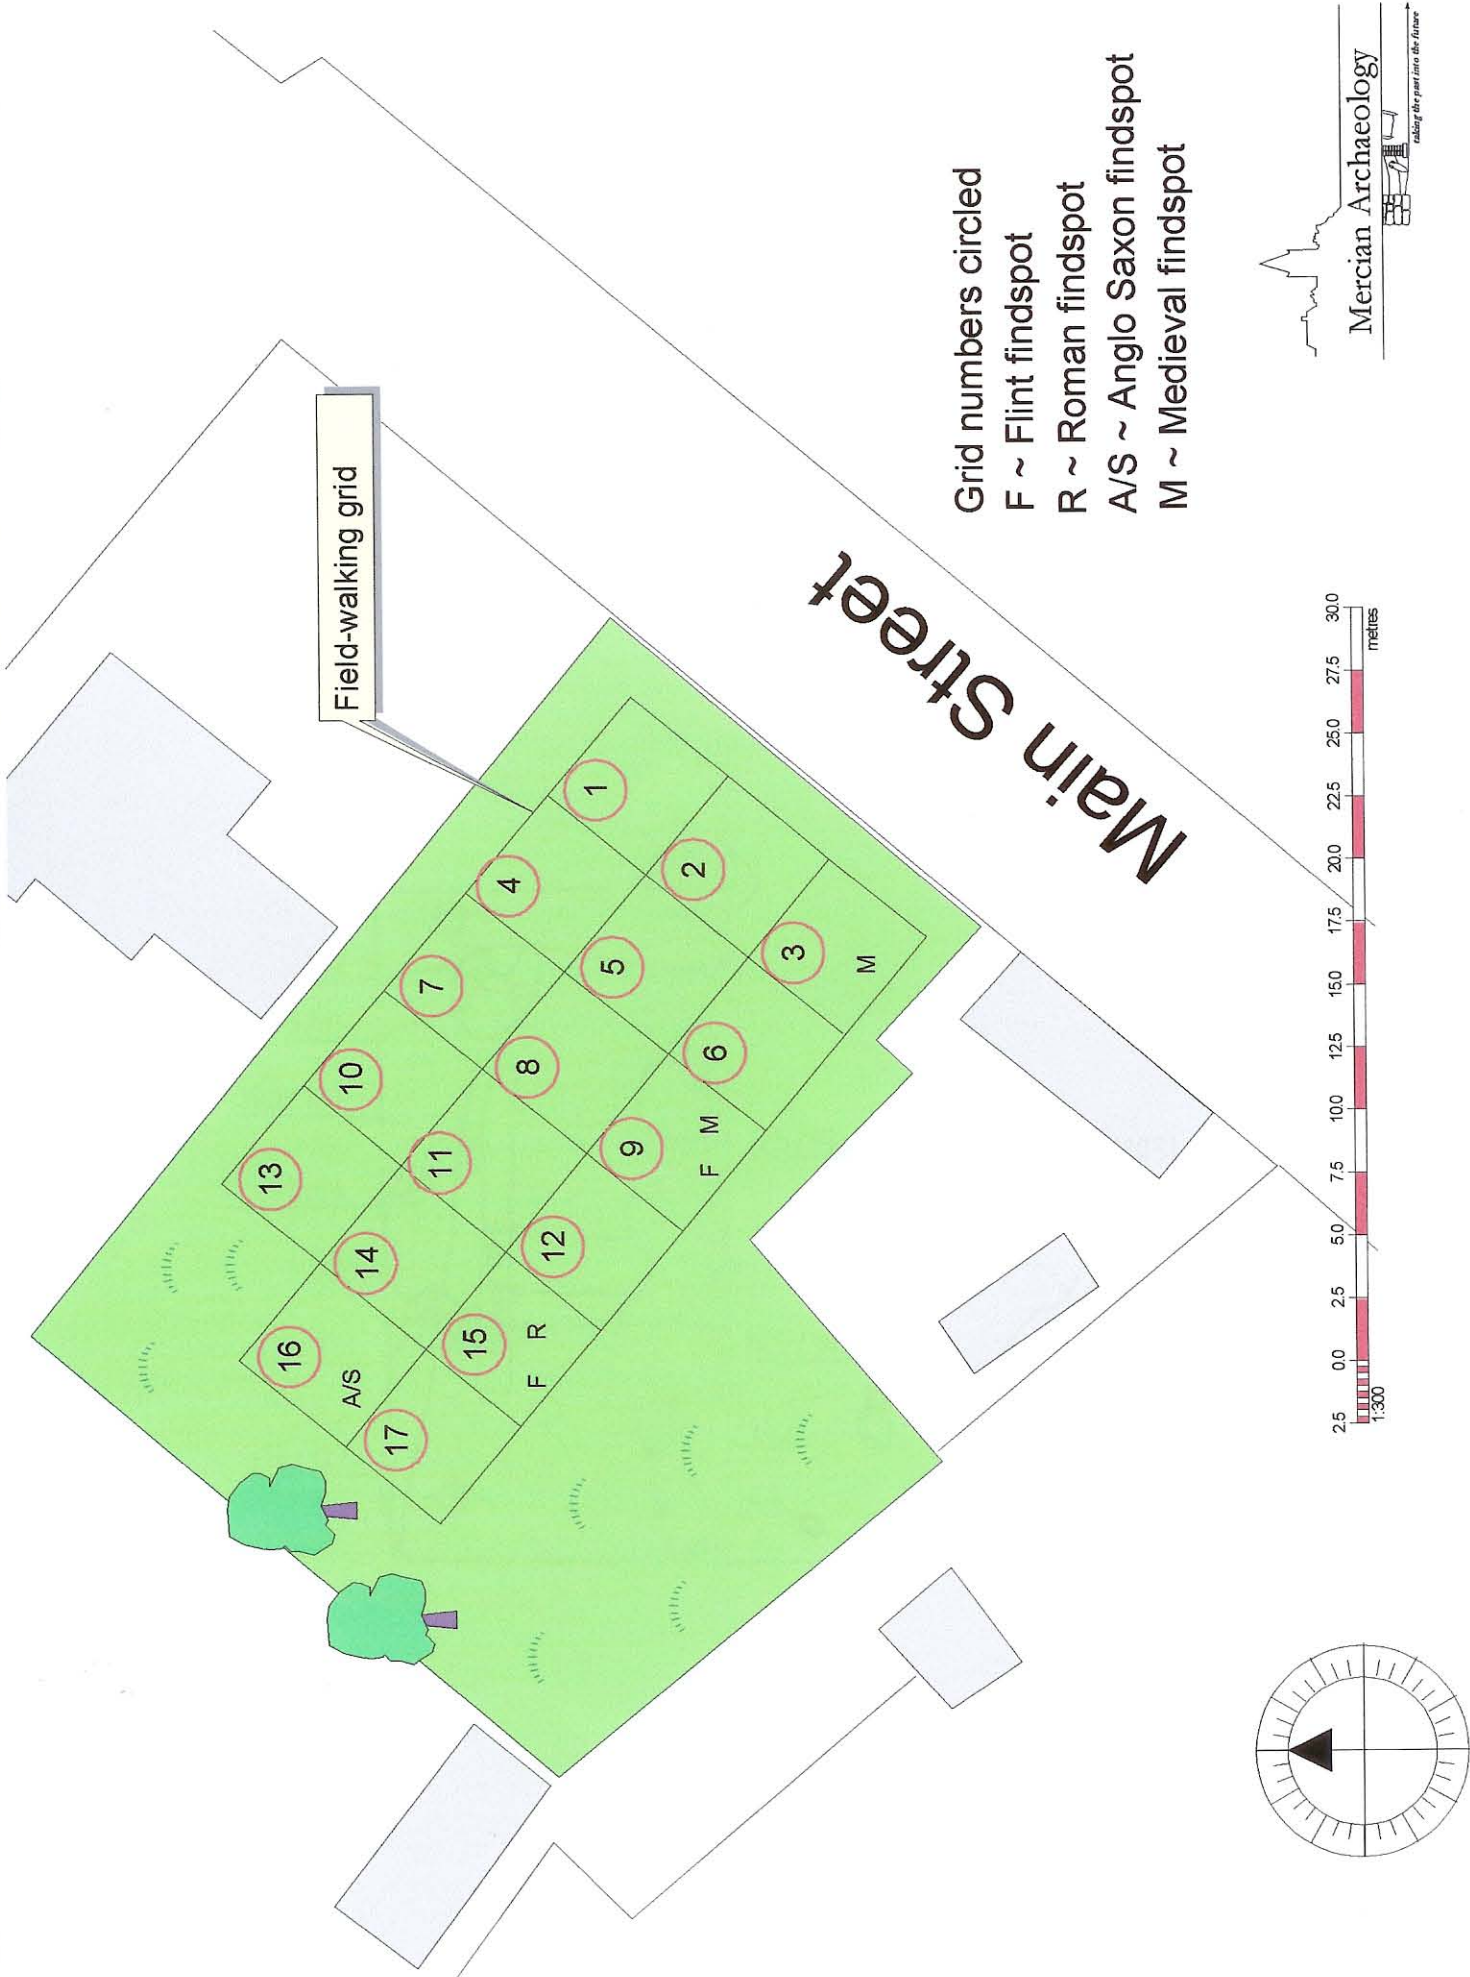 Field-walking grid
1
2
3
M
4
5
6
7
8
9
F M
10
11
12
13
14
15
F R
16
A/S
17
Main Street
Grid numbers circled
F ~ Flint findspot
R ~ Roman findspot
A/S ~ Anglo Saxon findspot
M ~ Medieval findspot
2.5 0.0 2.5 5.0 7.5 10.0 12.5 15.0 17.5 20.0 22.5 25.0 27.5 30.0
1:300 metres
Mercian Archaeology
taking the past into the future